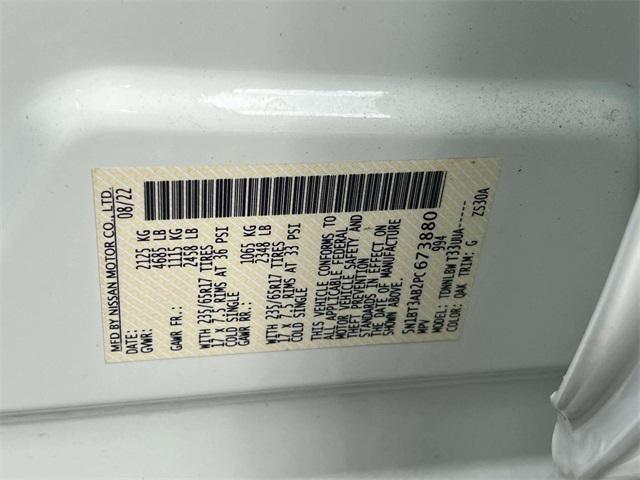 MFD BY NISSAN MOTOR CO., LTD.
DATE: 08/22
GVWR: 2125 KG
4685 LB
GAWR FR.: 1115 KG
2458 LB
WITH 235/65R17 TIRES
17 X 7.5 RIMS AT 36 PSI
COLD SINGLE
GAWR RR.: 1065 KG
2348 LB
WITH 235/65R17 TIRES
17 X 7.5 RIMS AT 33 PSI
COLD SINGLE
THIS VEHICLE CONFORMS TO
ALL APPLICABLE FEDERAL
MOTOR VEHICLE SAFETY AND
THEFT PREVENTION
STANDARDS IN EFFECT ON
THE DATE OF MANUFACTURE
SHOWN ABOVE.
5N1BT3AB2PC673880
MPV 994
MODEL: TDNNLBW T33UUA-----
COLOR: QAK TRIM: G ZS30A